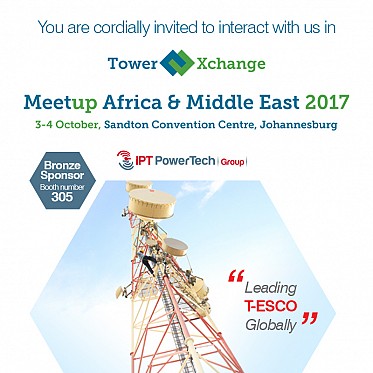 You are cordially invited to interact with us in
Tower Xchange
Meetup Africa & Middle East 2017
3-4 October, Sandton Convention Centre, Johannesburg
Bronze
Sponsor
Booth number
305
IPT PowerTech Group
“Leading
T-ESCO
Globally”